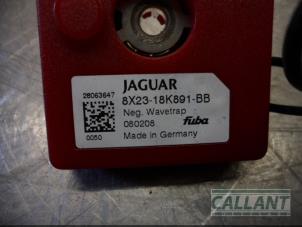 JAGUAR
28063647
8X23-18K891-BB
Neg. Wavetrap
080208
fuba
0050
Made in Germany
CALLANT